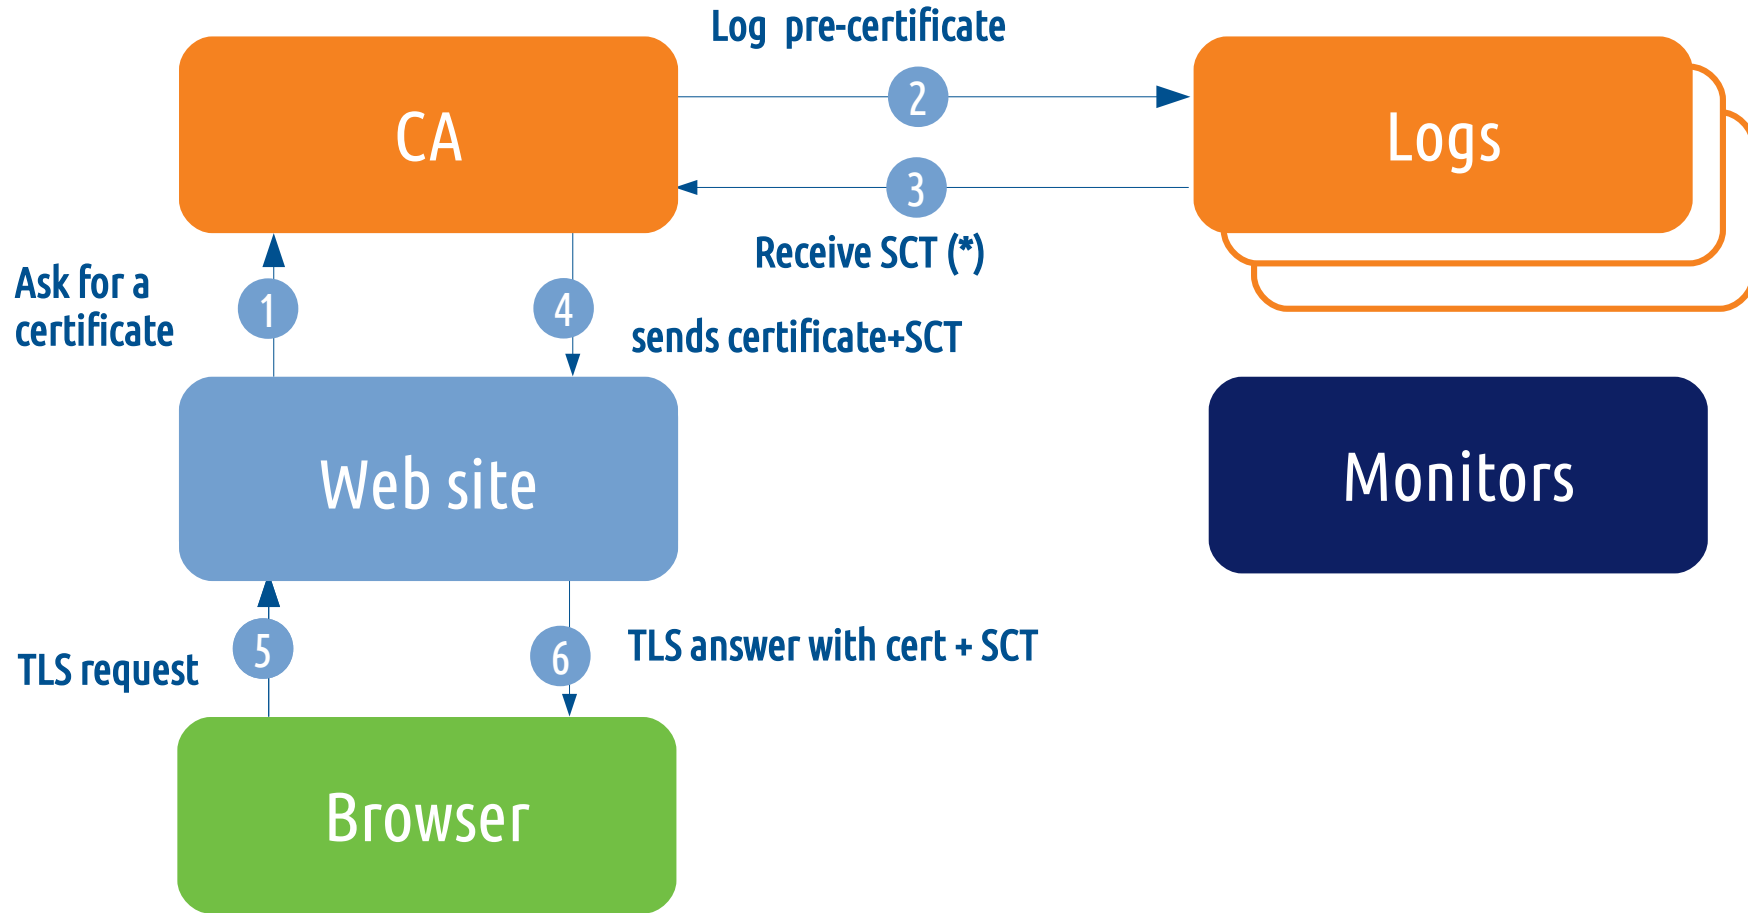 Log pre-certificate
CA
2
Logs
3
Receive SCT (*)
Ask for a
certificate
1
4
sends certificate+SCT
Web site
Monitors
TLS request
5
6
TLS answer with cert + SCT
Browser